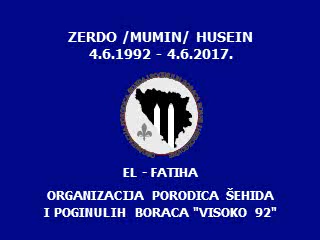 ZERDO /MUMIN/ HUSEIN
4.6.1992 - 4.6.2017.
EL - FATIHA
ORGANIZACIJA PORODICA ŠEHIDA
I POGINULIH BORACA "VISOKO 92"